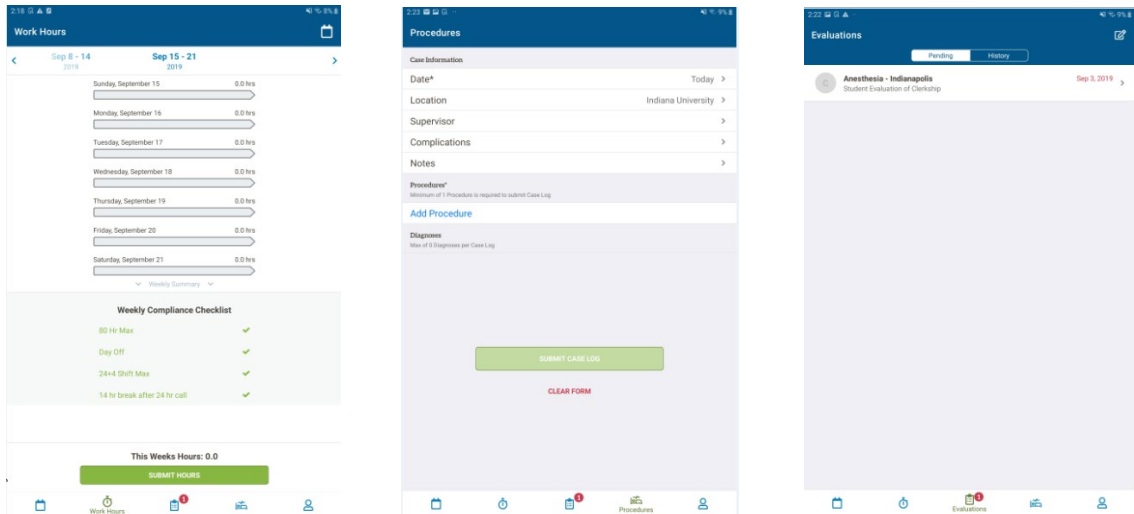 2:18
8%
Work Hours
Sep 8 - 14
2019
Sep 15 - 21
2019
Sunday, September 15 0.0 hrs
Monday, September 16 0.0 hrs
Tuesday, September 17 0.0 hrs
Wednesday, September 18 0.0 hrs
Thursday, September 19 0.0 hrs
Friday, September 20 0.0 hrs
Saturday, September 21 0.0 hrs
Weekly Summary
Weekly Compliance Checklist
80 Hr Max
Day Off
24+4 Shift Max
14 hr break after 24 hr call
This Weeks Hours: 0.0
SUBMIT HOURS
Work Hours
1
2:23
9%
Procedures
Case Information
Date* Today
Location Indiana University
Supervisor
Complications
Notes
Procedures*
Minimum of 1 Procedure is required to submit Case Log
Add Procedure
Diagnoses
Max of 0 Diagnoses per Case Log
SUBMIT CASE LOG
CLEAR FORM
1
Procedures
2:22
9%
Evaluations
Pending History
C
Anesthesia - Indianapolis Sep 3, 2019
Student Evaluation of Clerkship
1
Evaluations